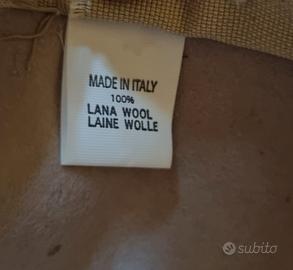 MADE IN ITALY
100%
LANA WOOL
LAINE WOLLE
subito